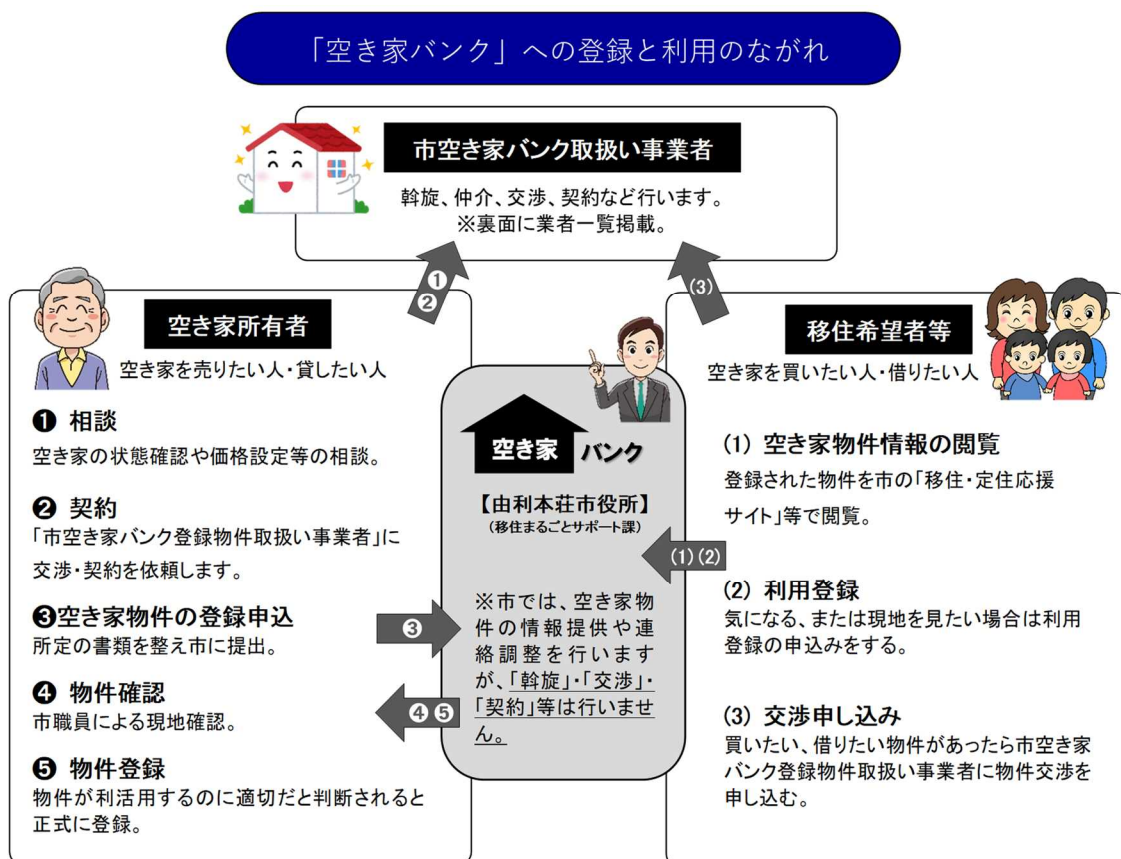 「空き家バンク」への登録と利用のながれ
市空き家バンク取扱い事業者
斡旋、仲介、交渉、契約など行います。
※裏面に業者一覧掲載。
❶
❷
(3)
空き家所有者
空き家を売りたい人・貸したい人
❶ 相談
空き家の状態確認や価格設定等の相談。
❷ 契約
「市空き家バンク登録物件取扱い事業者」に
交渉・契約を依頼します。
❸空き家物件の登録申込
所定の書類を整え市に提出。
❹ 物件確認
市職員による現地確認。
❺ 物件登録
物件が利活用するのに適切だと判断されると
正式に登録。
❸
❹ ❺
空き家 バンク
【由利本荘市役所】
(移住まるごとサポート課)
※市では、空き家物
件の情報提供や連
絡調整を行います
が、「斡旋」・「交渉」・
「契約」等は行いませ
ん。
(1)(2)
移住希望者等
空き家を買いたい人・借りたい人
(1) 空き家物件情報の閲覧
登録された物件を市の「移住・定住応援
サイト」等で閲覧。
(2) 利用登録
気になる、または現地を見たい場合は利用
登録の申込みをする。
(3) 交渉申し込み
買いたい、借りたい物件があったら市空き家
バンク登録物件取扱い事業者に物件交渉を
申し込む。